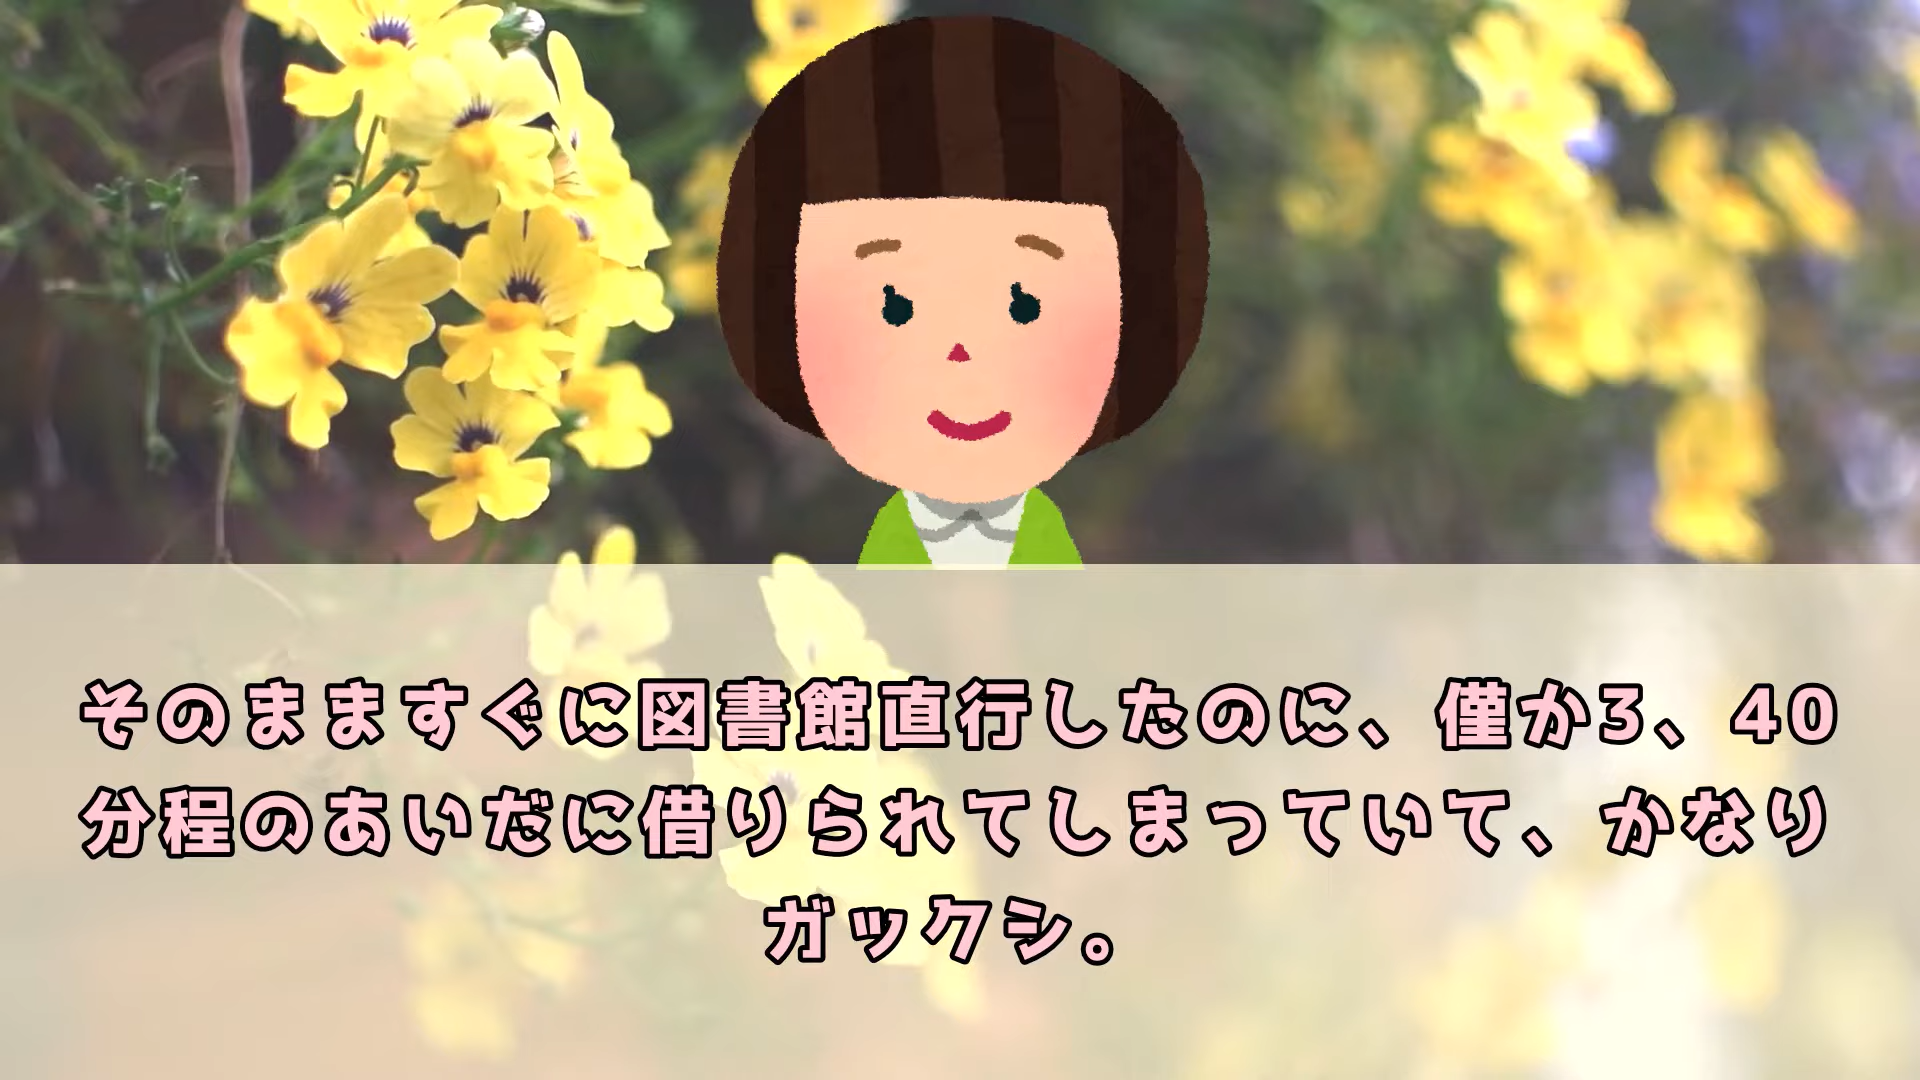 そのまますぐに図書館直行したのに、僅か3、40
分程のあいだに借りられてしまっていて、かなり
ガックシ。